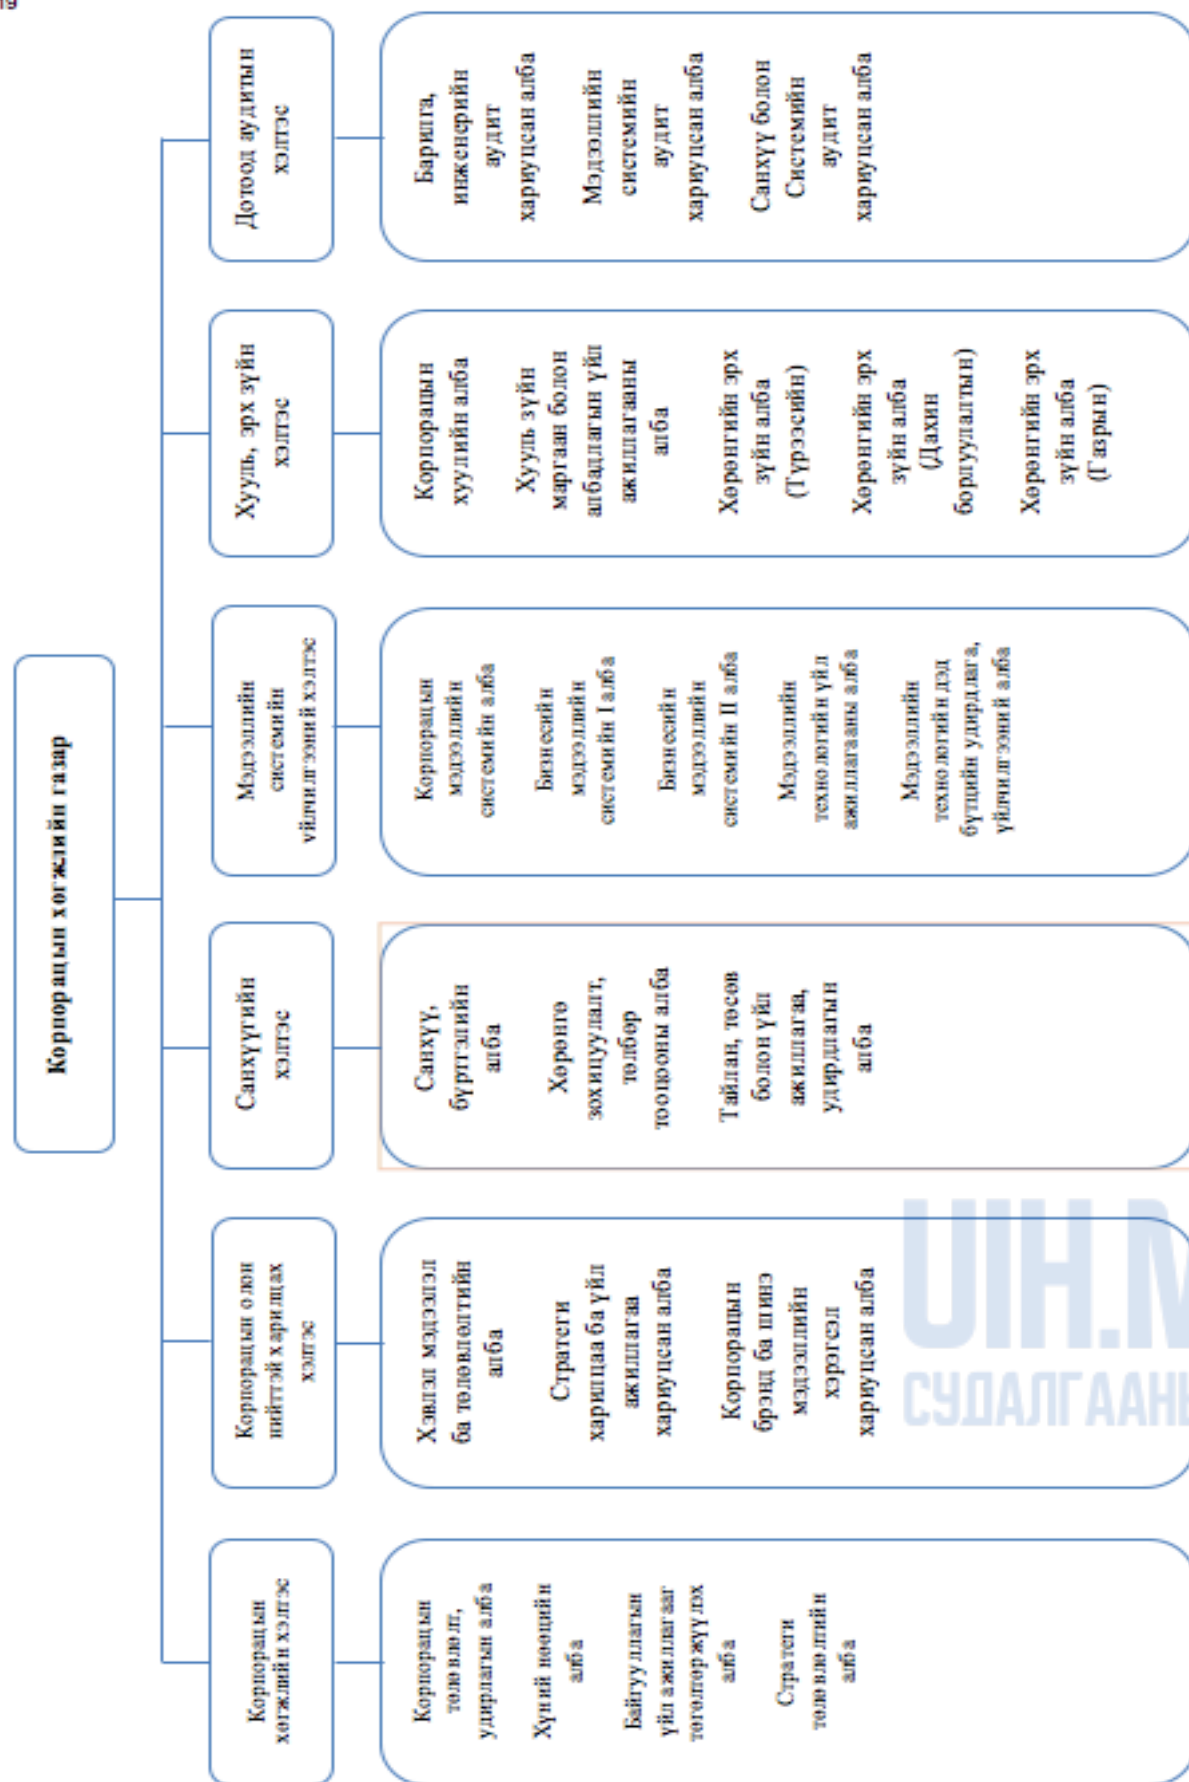 Корпорацын хөгжлийн газар
Корпорацын
хөгжлийн хэлтэс
Корпорацын
төлөвлөлт,
удирлагын алба
Хүний нөөцийн
алба
Байгууллагын
үйл ажиллагааг
төгөлтөржүүлэх
алба
Стратеги
төлөвлөлтийн
алба
Корпорацын олон
нийттэй харилцах
хэлтэс
Хэвлэл мэдээлэл
ба төлөвлөлтийн
алба
Стратеги
харилцаа ба үйл
ажиллагаа
хариуцсан алба
Корпорацын
брэнд ба шинэ
мэдээллийн
хэрэгсэл
хариуцсан алба
Санхүүгийн
хэлтэс
Санхүү,
бүртгэлийн
алба
Хөрөнгө
зохицуулалт,
төлбөр
тооцооны алба
Тайлан, төсөв
болон үйл
ажиллагаа,
удирдлагын
алба
Мэдээллийн
системийн
үйлчилгээний хэлтэс
Корпорацын
мэдээллийн
системийн алба
Бизнесийн
мэдээллийн
системийн I алба
Бизнесийн
мэдээллийн
системийн II алба
Мэдээллийн
технологийн үйл
ажиллагааны алба
Мэдээллийн
технологийн дэд
бүтцийн удирдлага,
үйлчилгээний алба
Хууль, эрх зүйн
хэлтэс
Корпорацын
хуулийн алба
Хууль зүйн
маргаан болон
албадлагын үйл
ажиллагааны
алба
Хөрөнгийн эрх
зүйн алба
(Түрээсийн)
Хөрөнгийн эрх
зүйн алба
(Дахин
борлуулалтын)
Хөрөнгийн эрх
зүйн алба
(Газрын)
Дотоод аудитын
хэлтэс
Барилга,
инженерийн
аудит
хариуцсан алба
Мэдээллийн
системийн
аудит
хариуцсан алба
Санхүү болон
Системийн
аудит
хариуцсан алба
UIH.M
СУДАЛГААНЫ
19